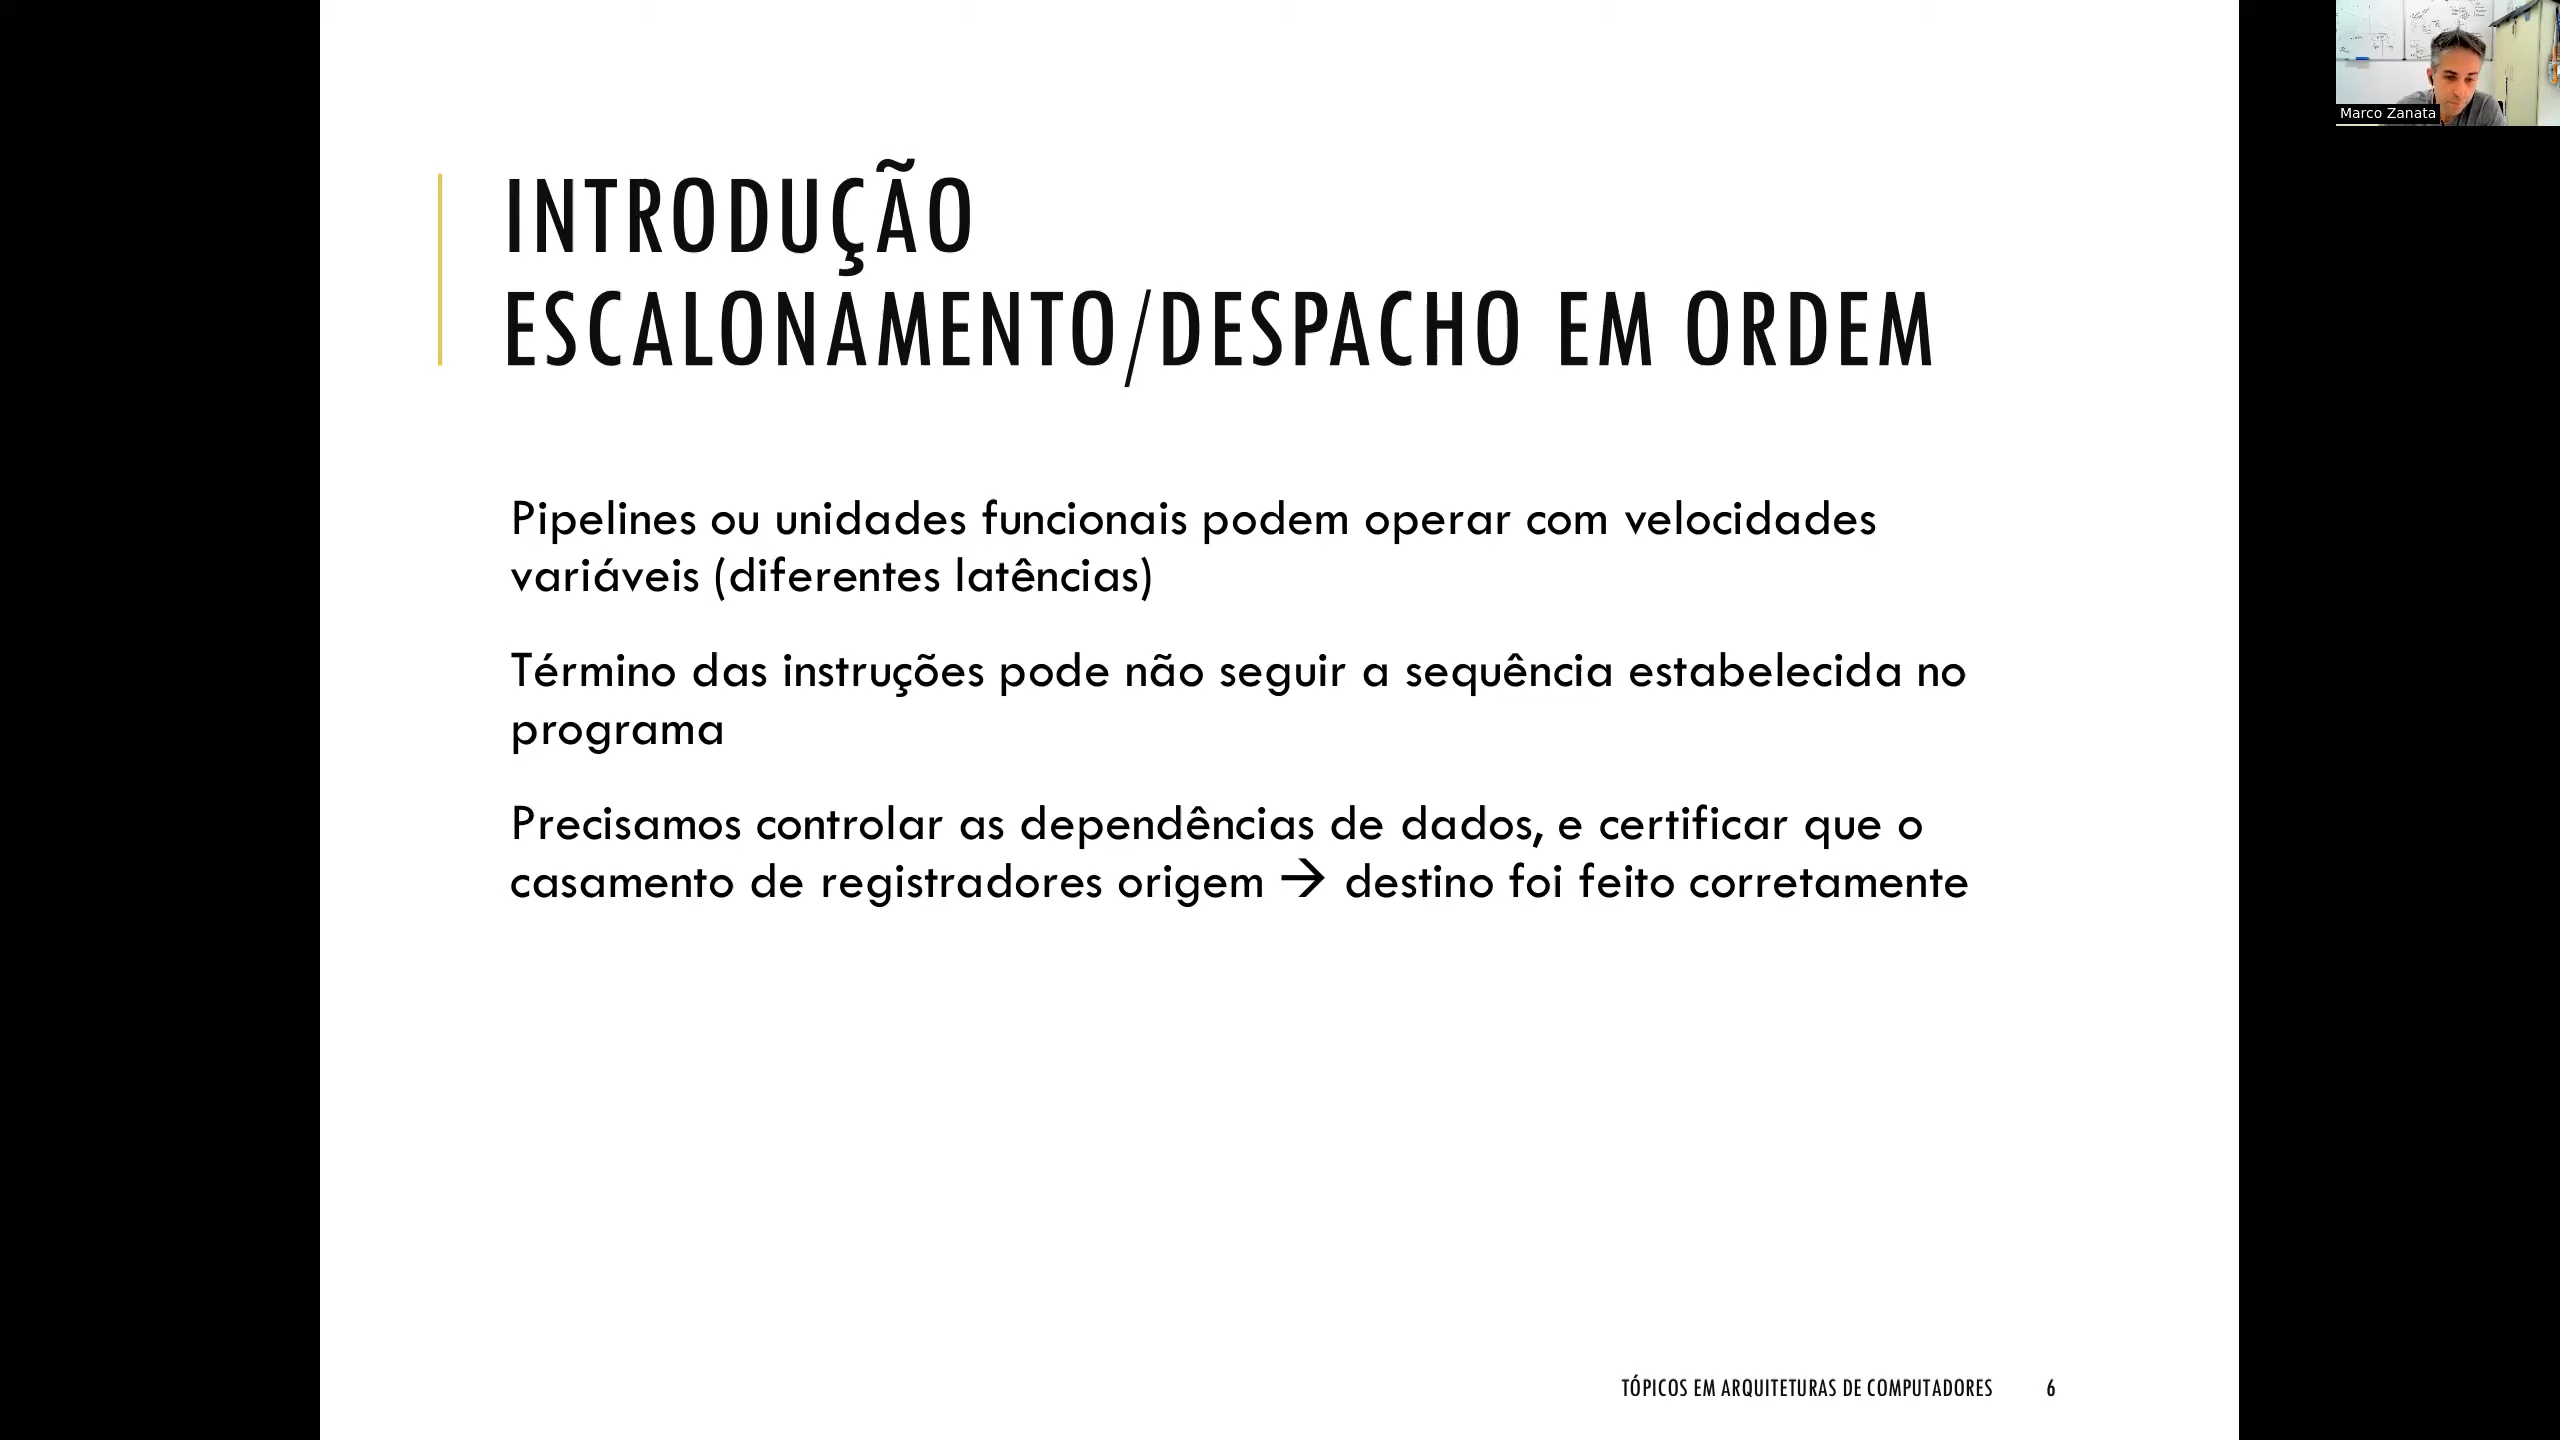 Marco Zanata
INTRODUÇÃO
ESCALONAMENTO/DESPACHO EM ORDEM
Pipelines ou unidades funcionais podem operar com velocidades
variáveis (diferentes latências)
Término das instruções pode não seguir a sequência estabelecida no
programa
Precisamos controlar as dependências de dados, e certificar que o
casamento de registradores origem → destino foi feito corretamente
TÓPICOS EM ARQUITETURAS DE COMPUTADORES 6